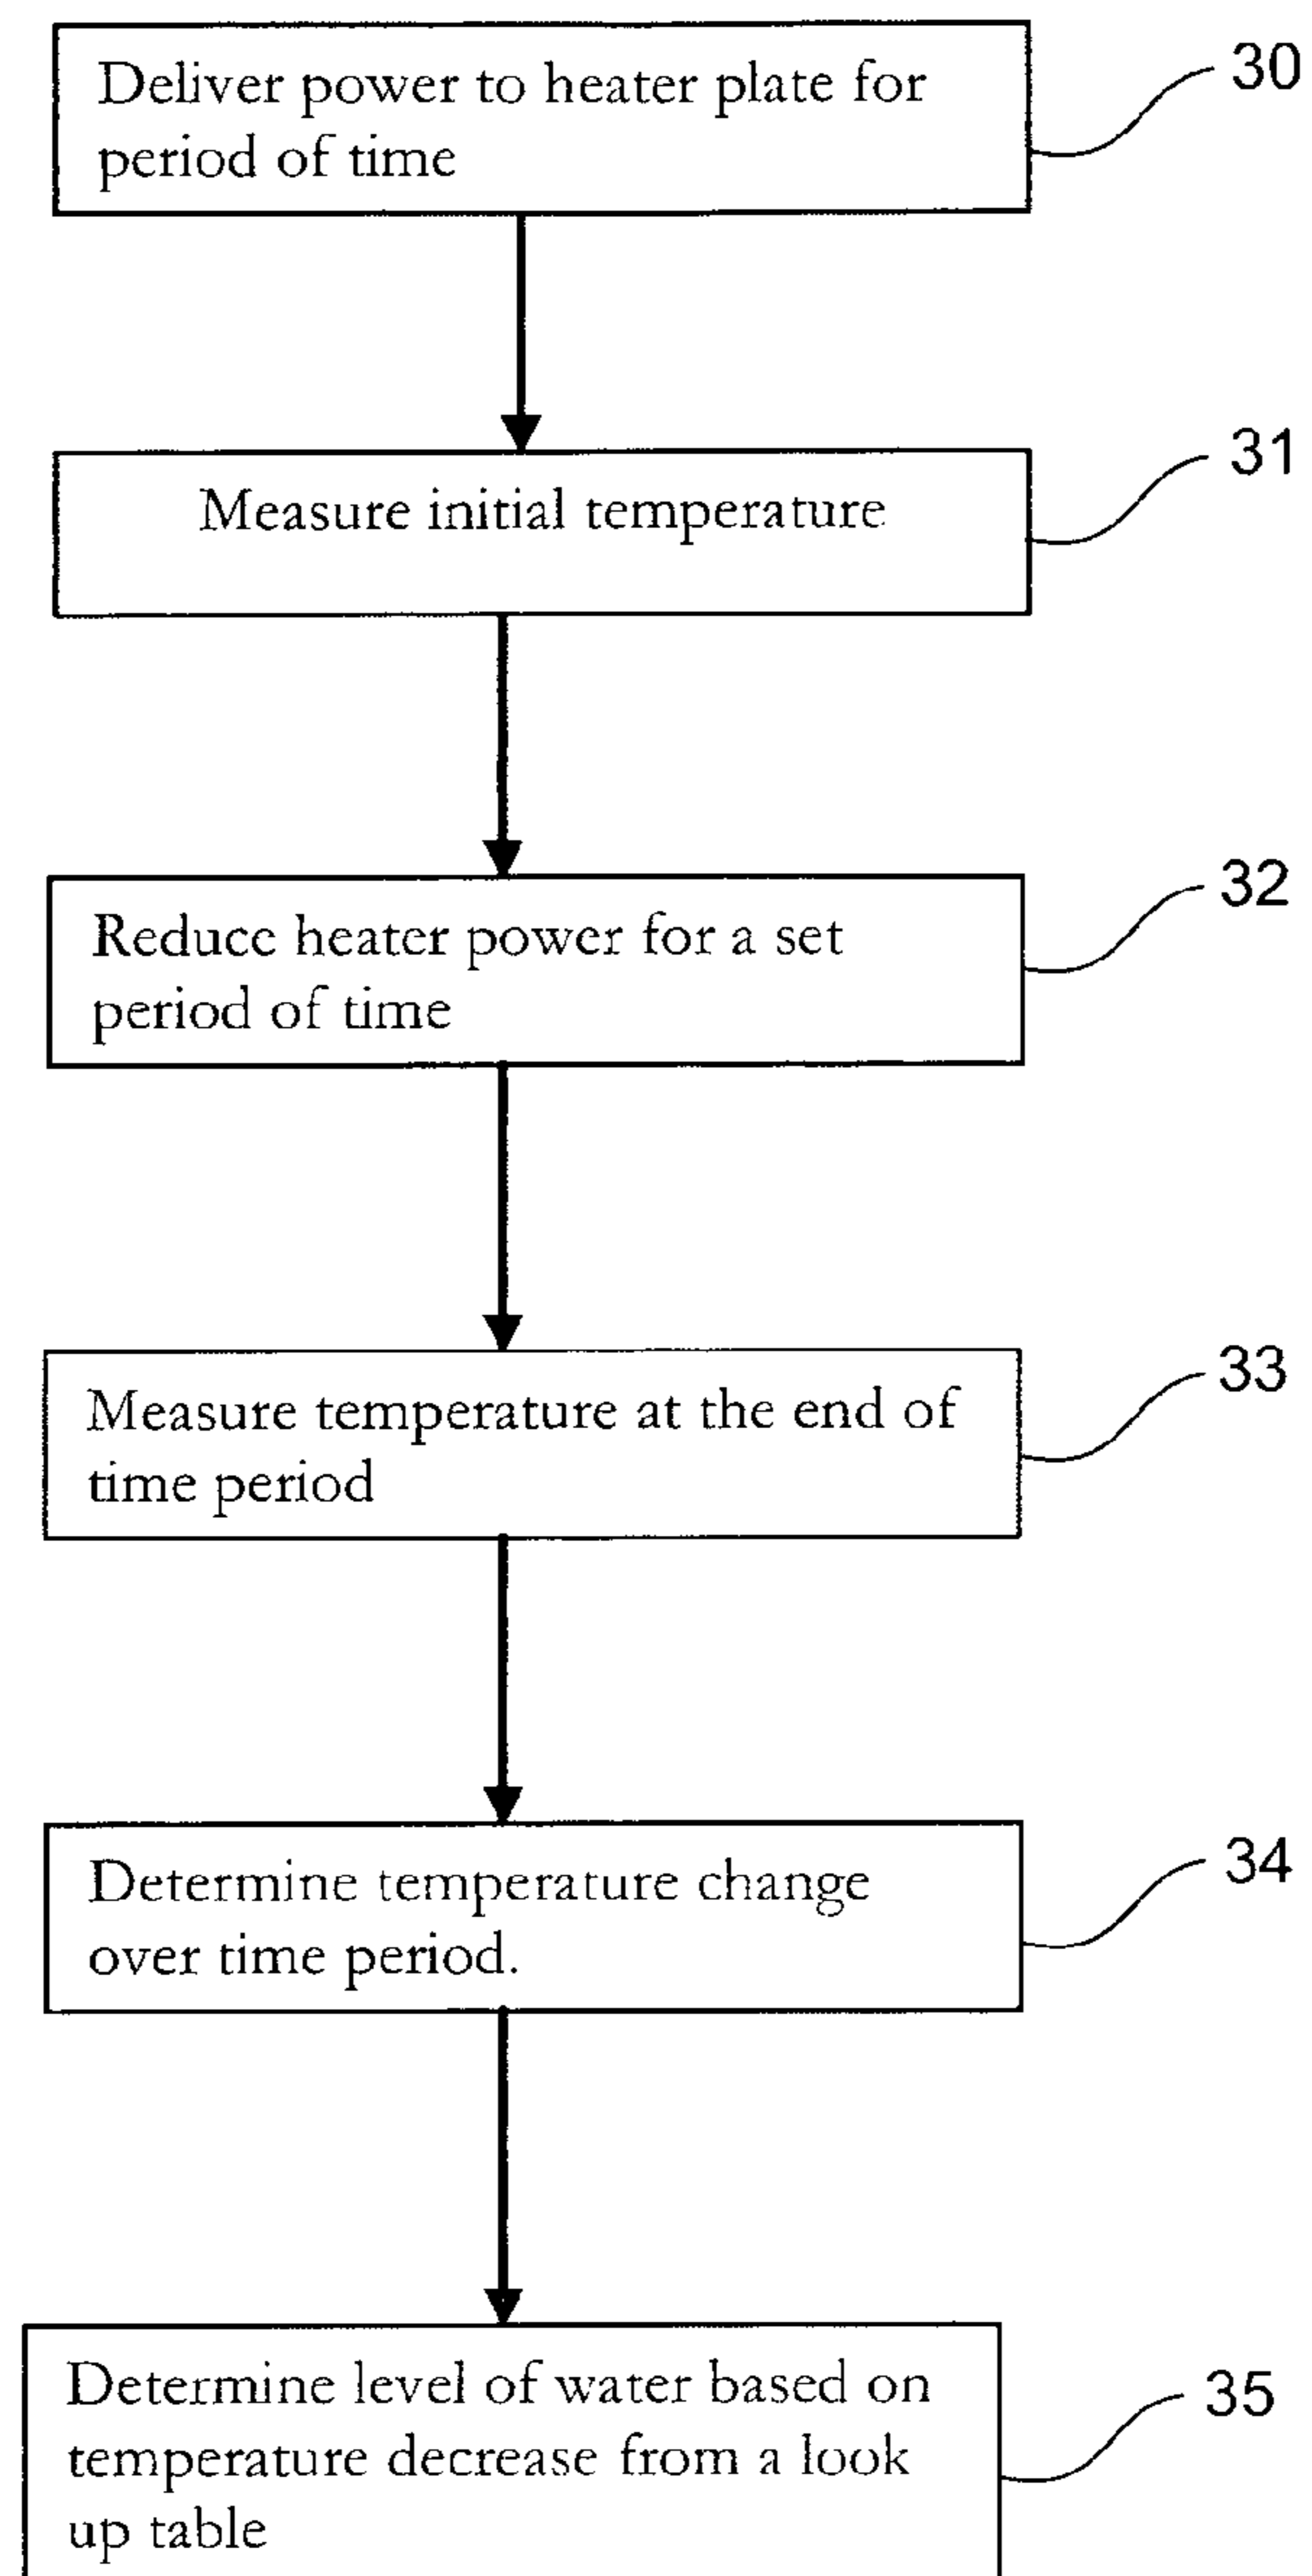 Deliver power to heater plate for
period of time
30
Measure initial temperature
31
Reduce heater power for a set
period of time
32
Measure temperature at the end of
time period
33
Determine temperature change
over time period.
34
Determine level of water based on
temperature decrease from a look
up table
35